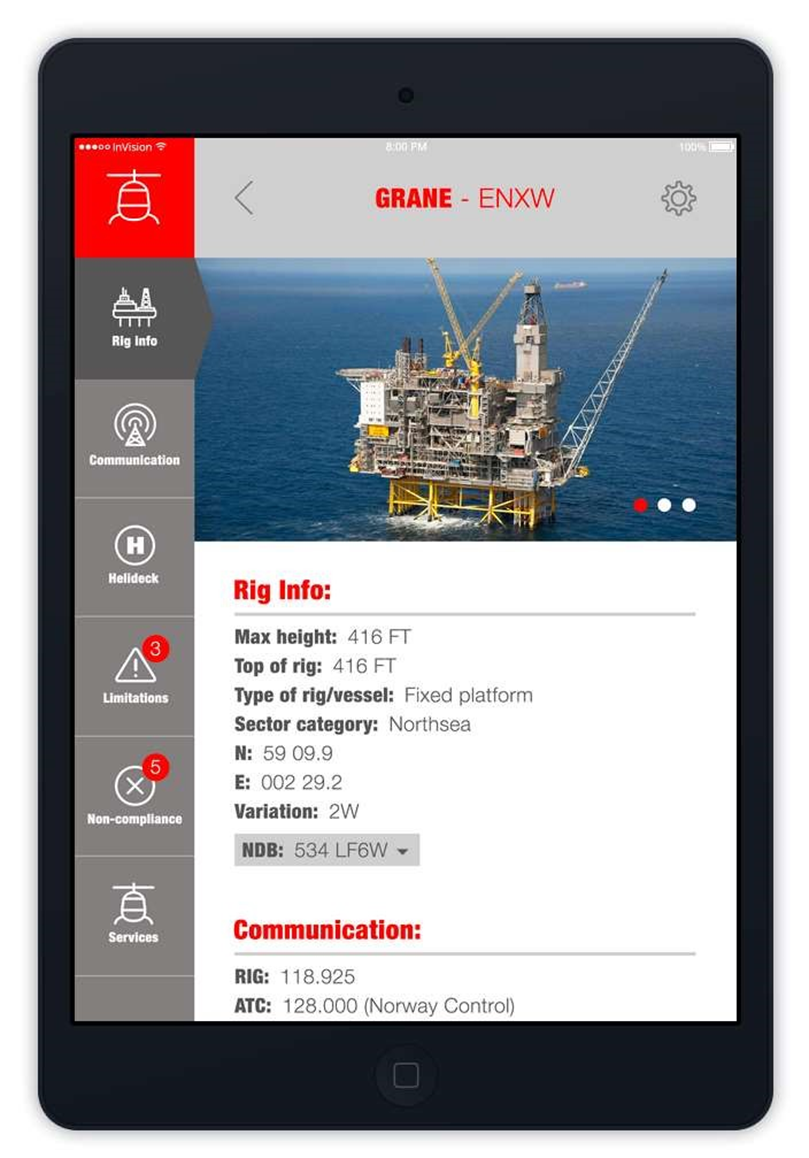 InVision
8:00 PM
100%
GRANE - ENXW
Rig Info
Communication
Helideck
3
Limitations
5
Non-compliance
Services
Rig Info:
Max height: 416 FT
Top of rig: 416 FT
Type of rig/vessel: Fixed platform
Sector category: Northsea
N: 59 09.9
E: 002 29.2
Variation: 2W
NDB: 534 LF6W
Communication:
RIG: 118.925
ATC: 128.000 (Norway Control)